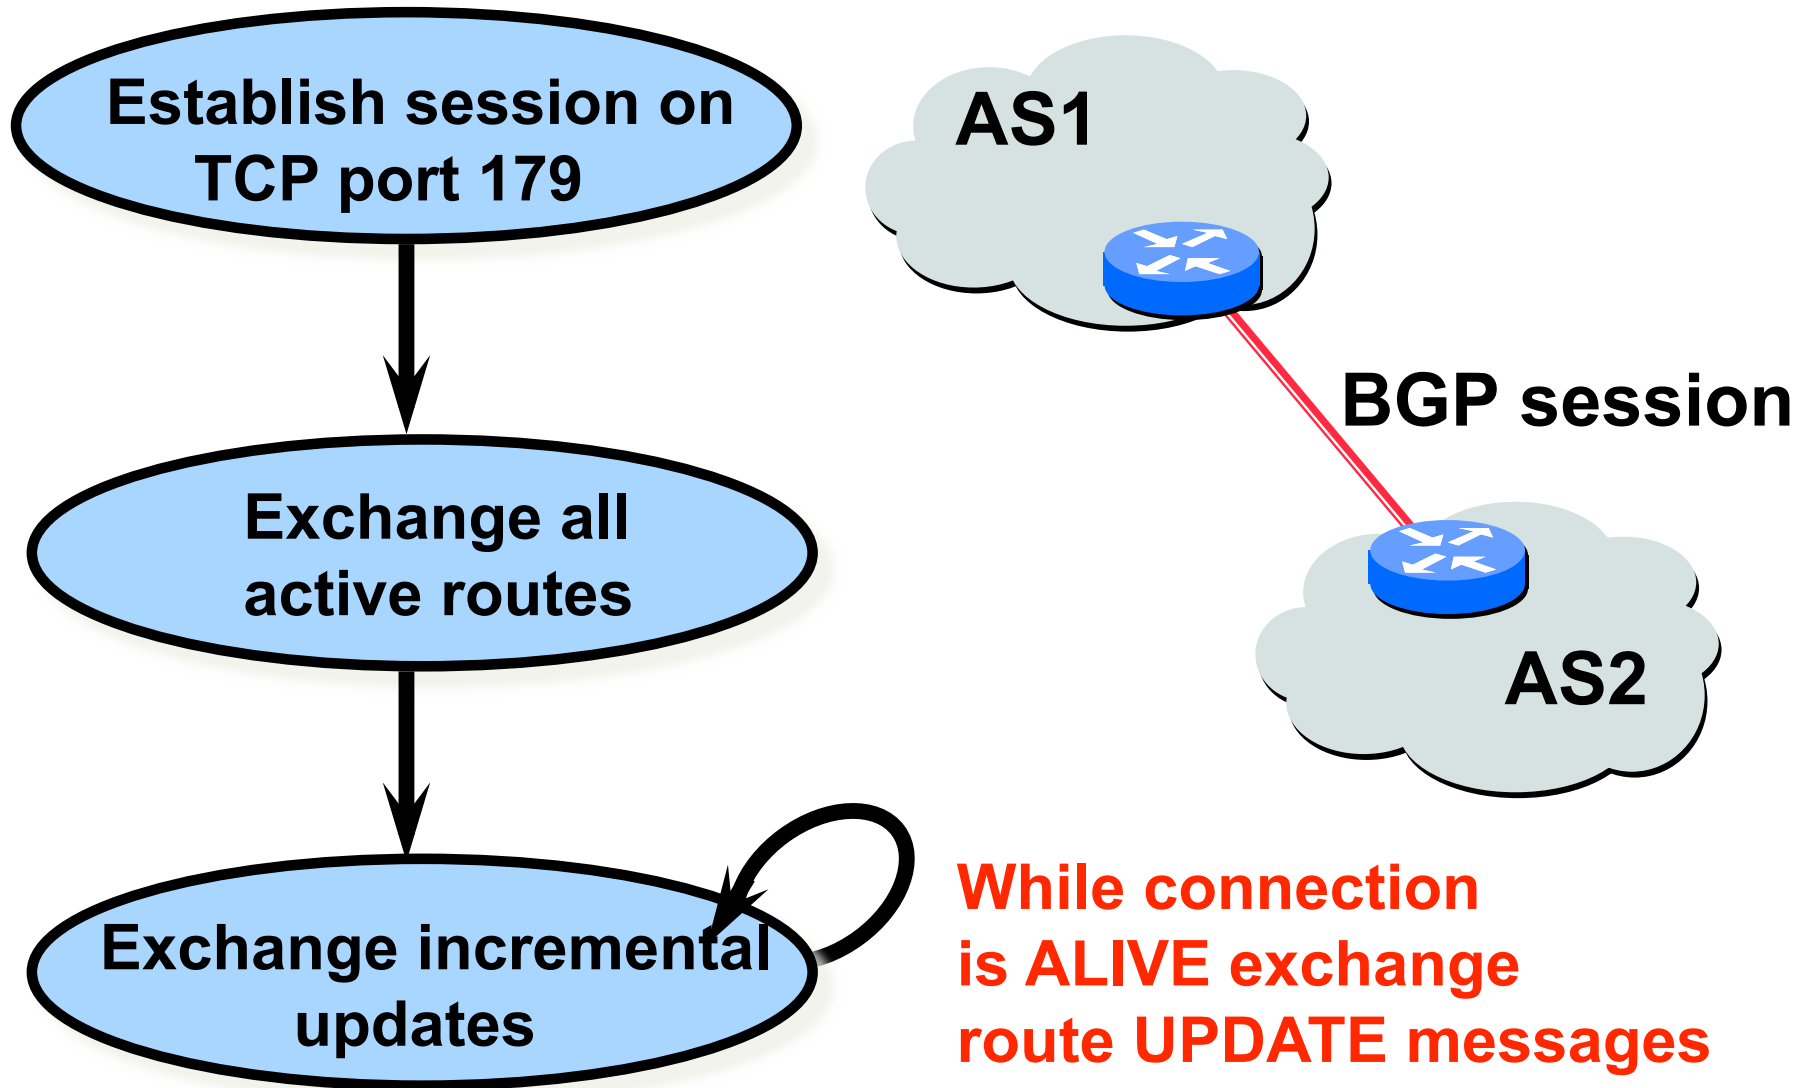 Establish session on
TCP port 179
Exchange all
active routes
Exchange incremental
updates
AS1
BGP session
AS2
While connection
is ALIVE exchange
route UPDATE messages